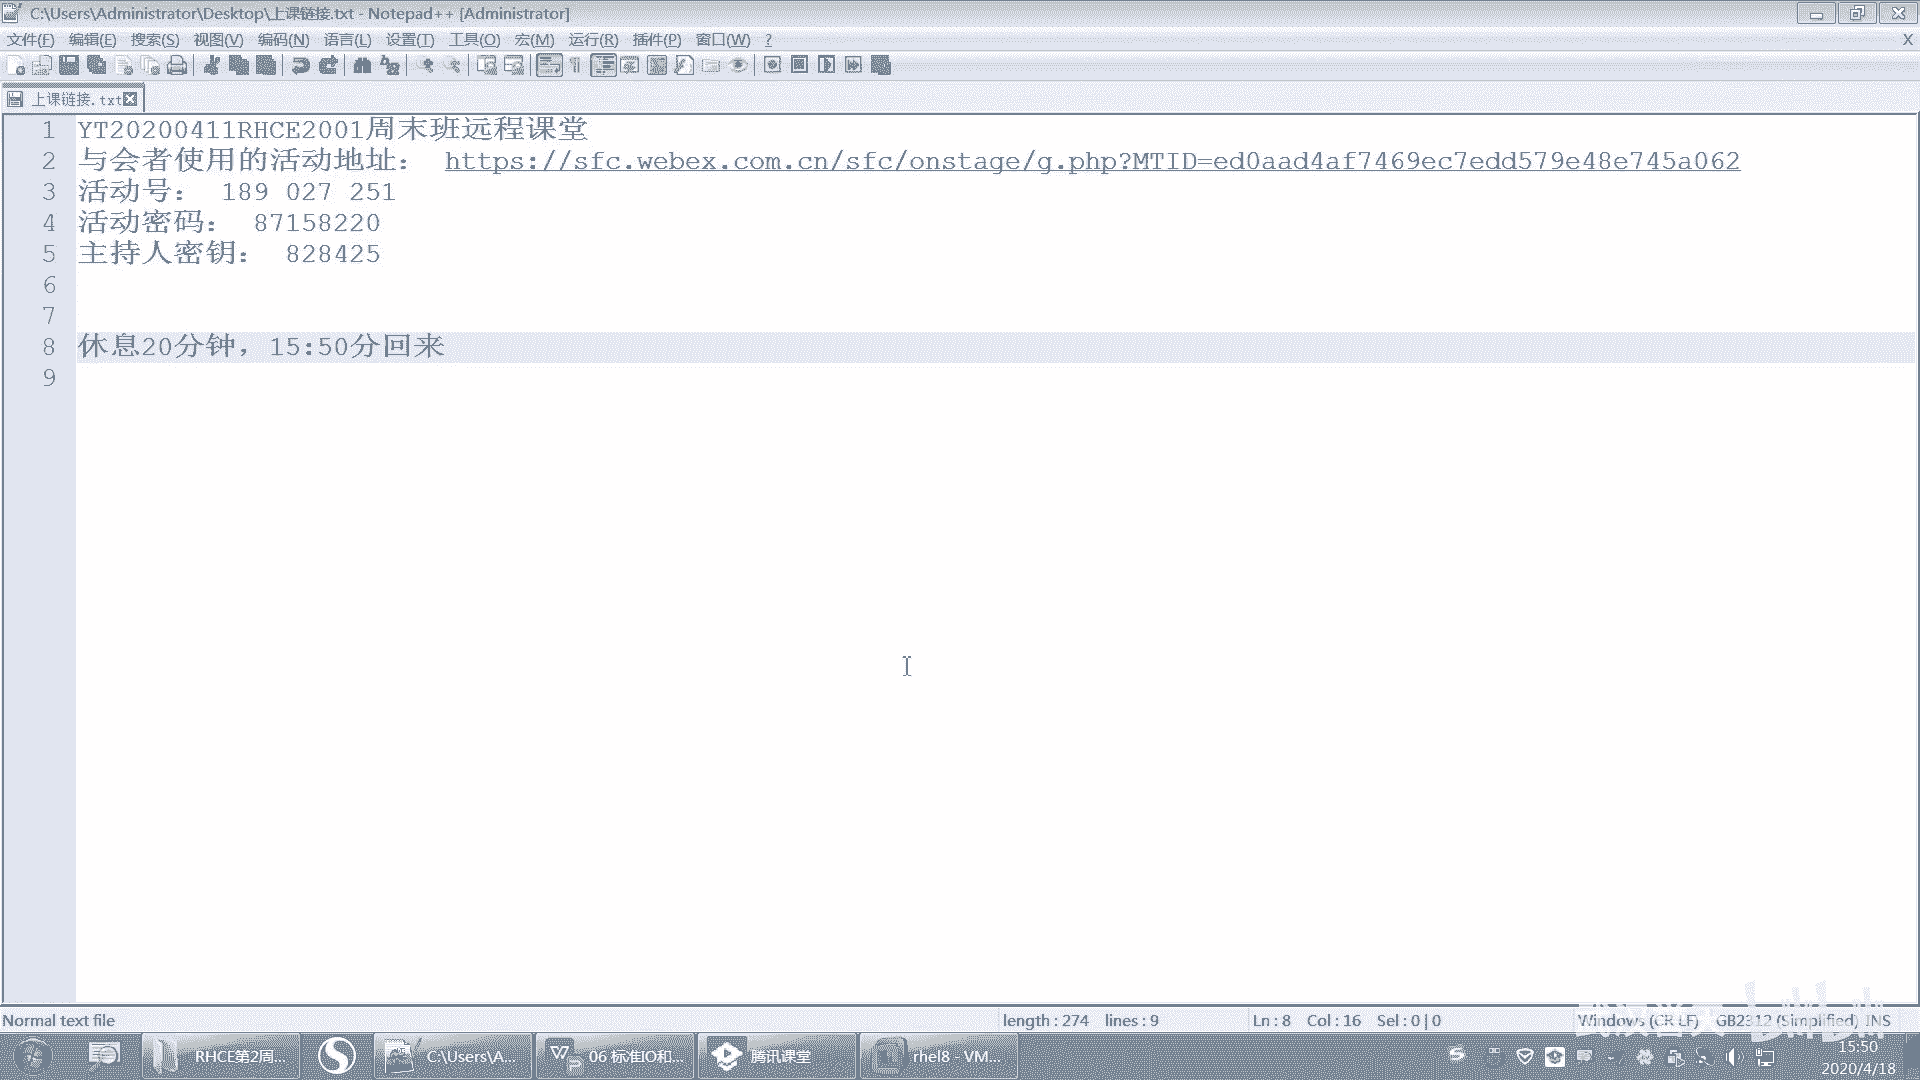 C:\Users\Administrator\Desktop\上课链接.txt - Notepad++ [Administrator]
文件(F) 编辑(E) 搜索(S) 视图(V) 编码(N) 语言(L) 设置(T) 工具(O) 宏(M) 运行(R) 插件(P) 窗口(W) ? X
上课链接.txt
1 YT20200411RHCE2001周末班远程课堂
2 与会者使用的活动地址： https://sfc.webex.com.cn/sfc/onstage/g.php?MTID=ed0aad4af7469ec7edd579e48e745a062
3 活动号： 189 027 251
4 活动密码： 87158220
5 主持人密钥： 828425
6
7
8 休息20分钟，15:50分回来
9
Normal text file length : 274 lines : 9 Ln : 8 Col : 16 Sel : 0 | 0 Windows (CR LF) GB2312 (Simplified) INS
RHCE第2周... C:\Users\A... 06 标准IO和... 腾讯课堂 rhel8 - VM... 15:50
2020/4/18